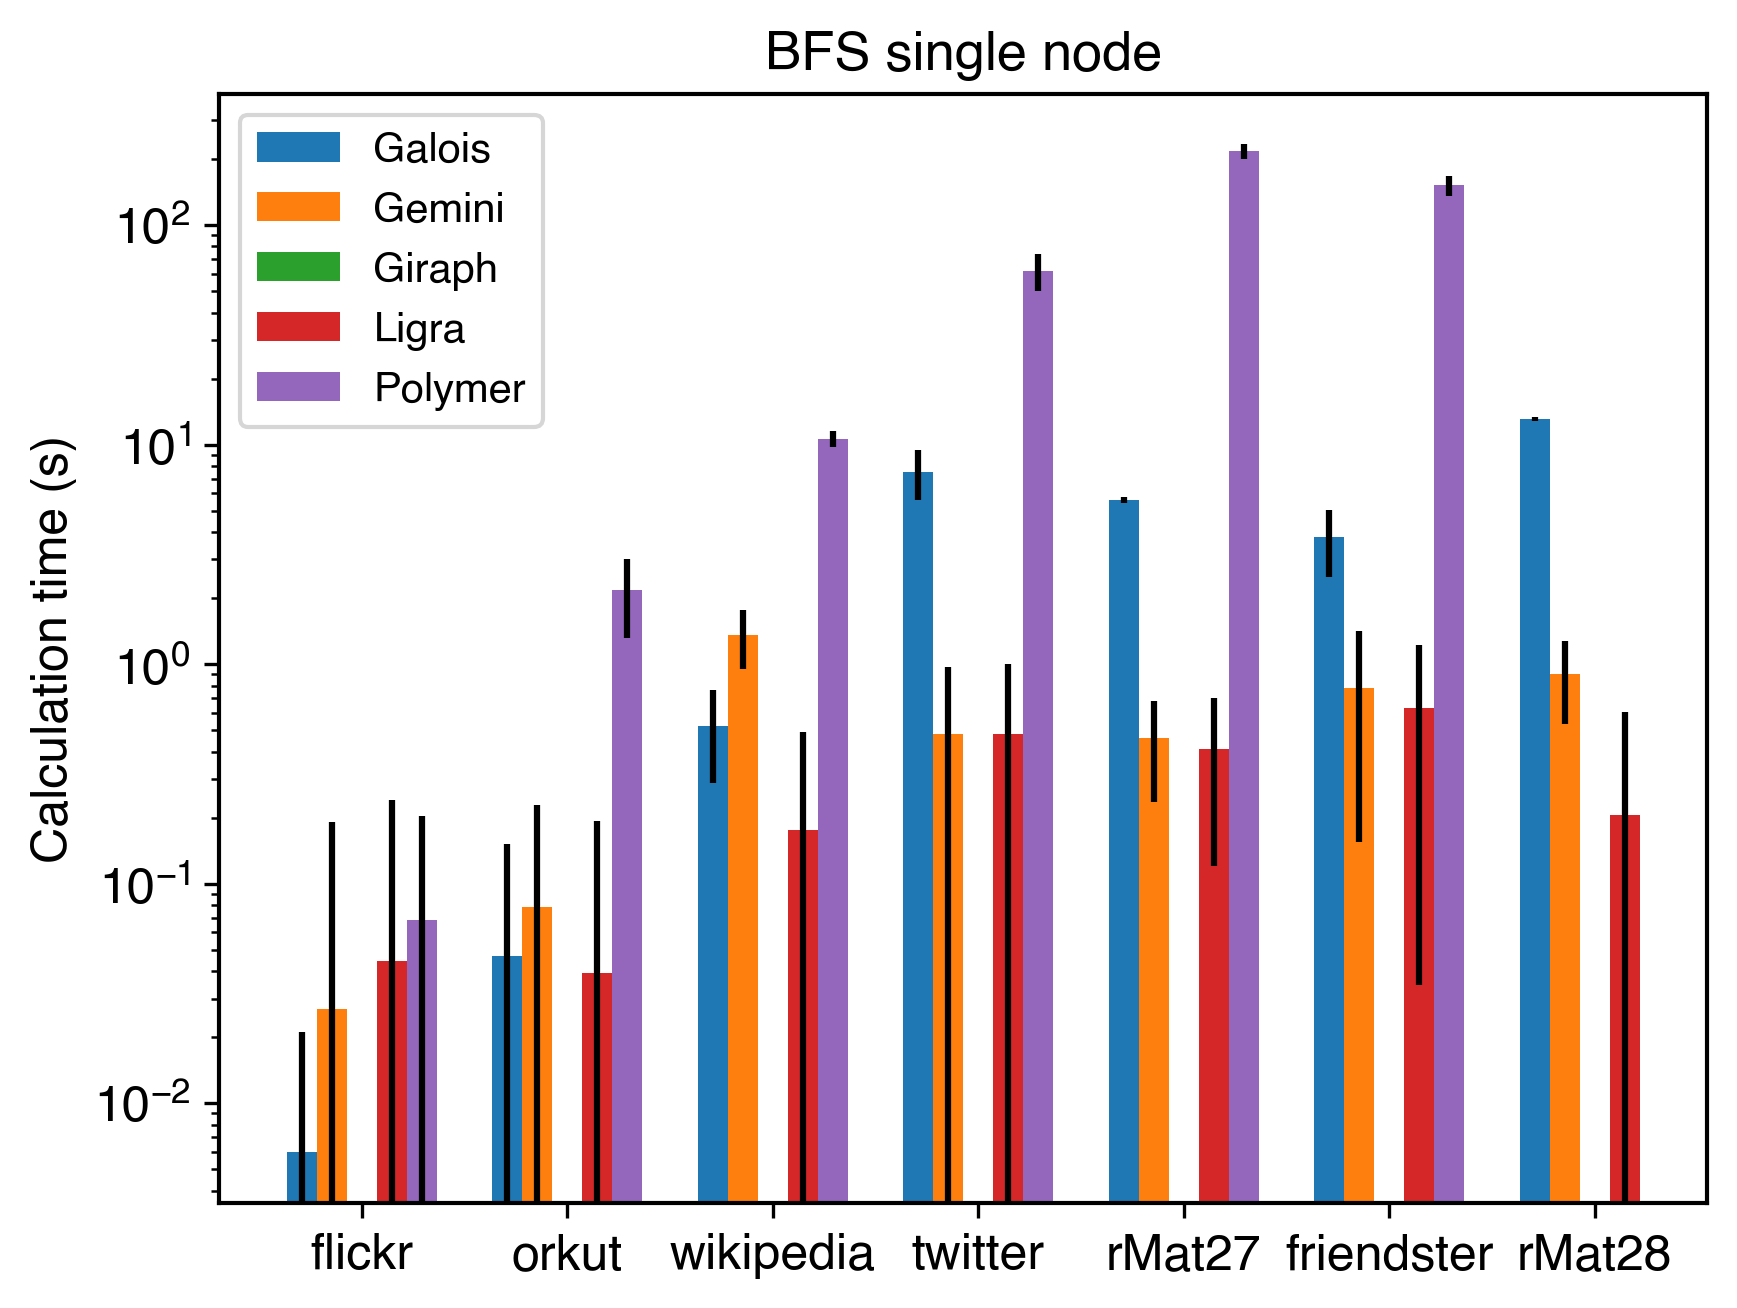 BFS single node
Galois
Gemini
Giraph
Ligra
Polymer
Calculation time (s)
10²
10¹
10⁰
10⁻¹
10⁻²
flickr orkut wikipedia twitter rMat27 friendster rMat28